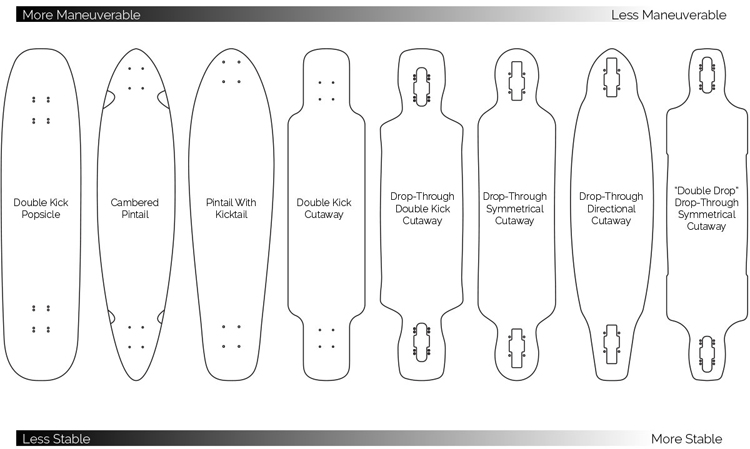 More Maneuverable
Less Maneuverable
Double Kick
Popsicle
Cambered
Pintail
Pintail With
Kicktail
Double Kick
Cutaway
Drop-Through
Double Kick
Cutaway
Drop-Through
Symmetrical
Cutaway
Drop-Through
Directional
Cutaway
"Double Drop"
Drop-Through
Symmetrical
Cutaway
Less Stable
More Stable